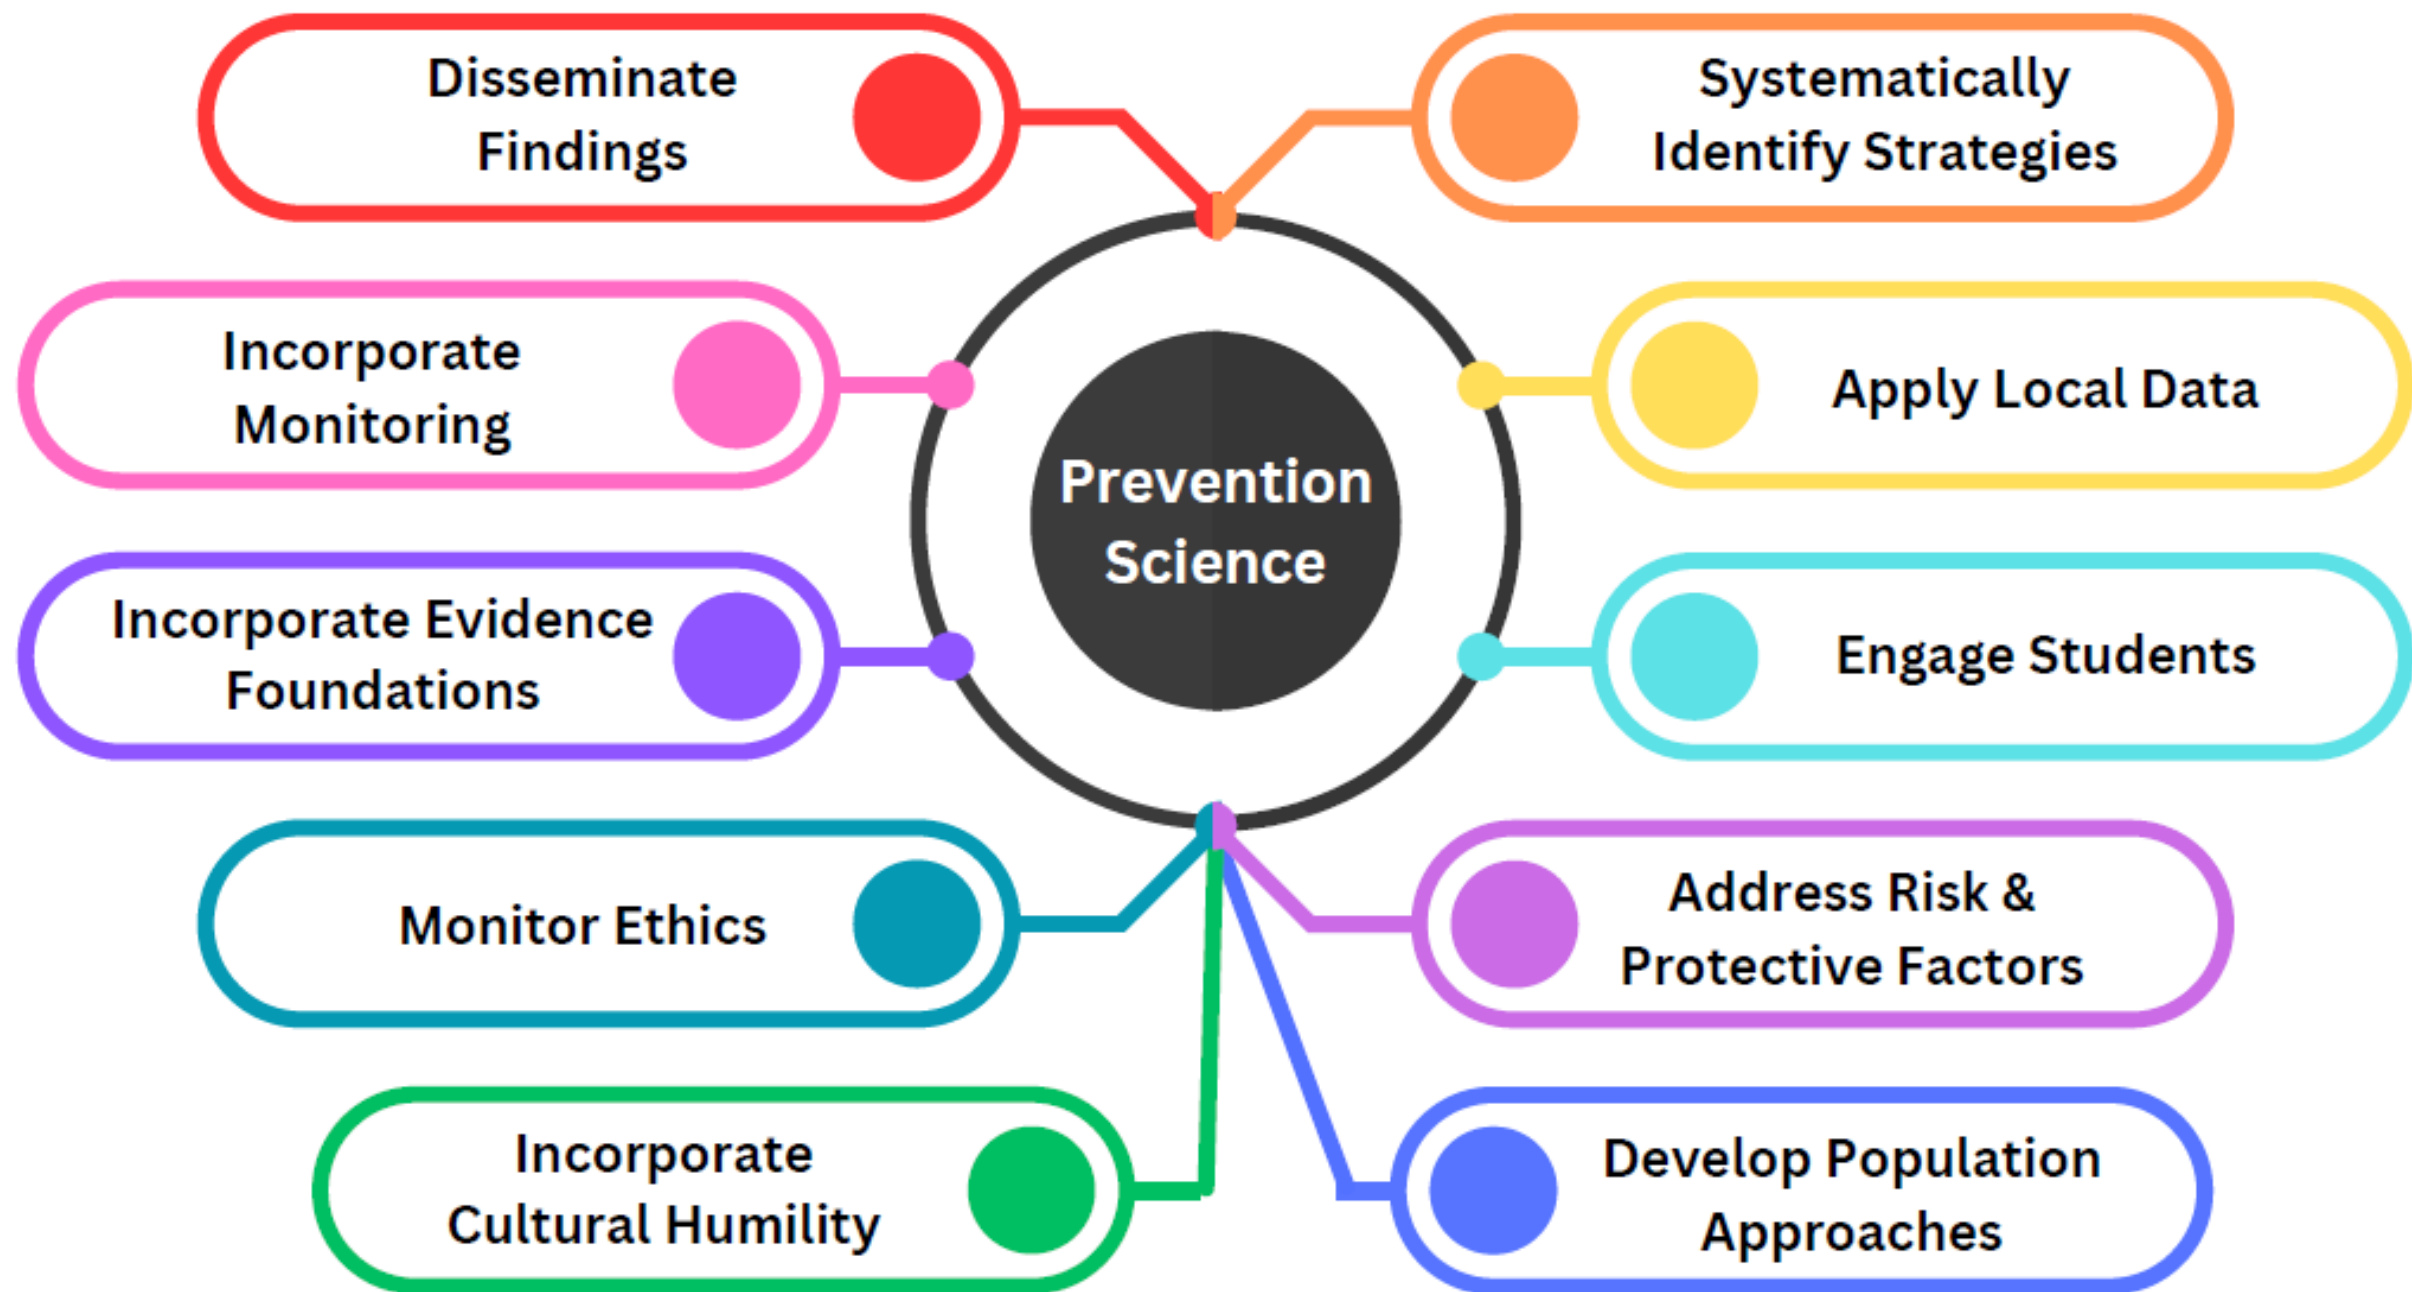 Disseminate
Findings
Systematically
Identify Strategies
Incorporate
Monitoring
Apply Local Data
Prevention
Science
Incorporate Evidence
Foundations
Engage Students
Monitor Ethics
Address Risk &
Protective Factors
Incorporate
Cultural Humility
Develop Population
Approaches